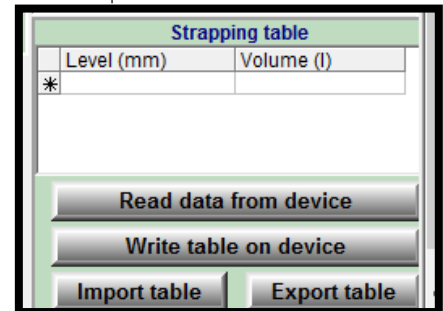 Strapping table
Level (mm) Volume (l)
*
Read data from device
Write table on device
Import table Export table